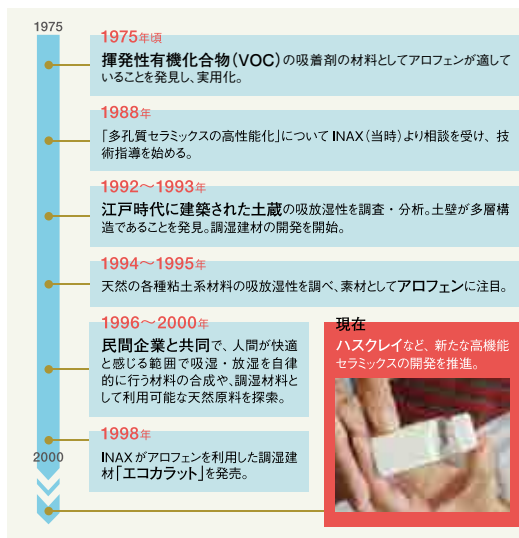 1975
1975年頃
揮発性有機化合物(VOC)の吸着剤の材料としてアロフェンが適して
いることを発見し、実用化。
1988年
「多孔質セラミックスの高性能化」についてINAX(当時)より相談を受け、技
術指導を始める。
1992〜1993年
江戸時代に建築された土蔵の吸放湿性を調査・分析。土壁が多層構
造であることを発見。調湿建材の開発を開始。
1994〜1995年
天然の各種粘土系材料の吸放湿性を調べ、素材としてアロフェンに注目。
1996〜2000年
民間企業と共同で、人間が快適
と感じる範囲で吸湿・放湿を自律
的に行う材料の合成や、調湿材料と
して利用可能な天然原料を探索。
1998年
INAXがアロフェンを利用した調湿建
材「エコカラット」を発売。
2000
現在
ハスクレイなど、新たな高機能
セラミックスの開発を推進。